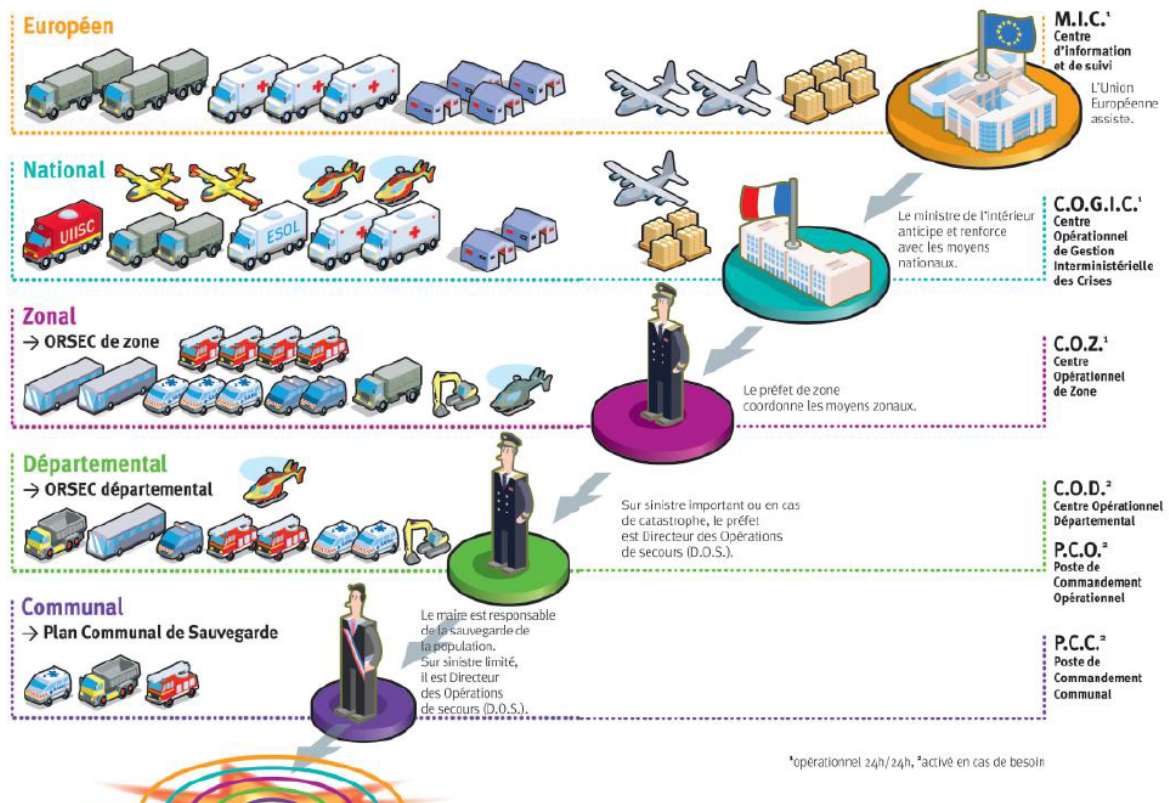 Européen
M.I.C.¹
Centre
d'information
et de suivi
L'Union
Européenne
assiste.
National
UIISC
ESOL
Le ministre de l'intérieur
anticipe et renforce
avec les moyens
nationaux.
C.O.G.I.C.¹
Centre
Opérationnel
de Gestion
Interministérielle
des Crises
Zonal
→ ORSEC de zone
Le préfet de zone
coordonne les moyens zonaux.
C.O.Z.¹
Centre
Opérationnel
de Zone
Départemental
→ ORSEC départemental
Sur sinistre important ou en cas
de catastrophe, le préfet
est Directeur des Opérations
de secours (D.O.S.).
C.O.D.²
Centre Opérationnel
Départemental
P.C.O.²
Poste de
Commandement
Opérationnel
Communal
→ Plan Communal de Sauvegarde
Le maire est responsable
de la sauvegarde de
la population.
Sur sinistre limité,
il est Directeur
des Opérations
de secours (D.O.S.).
P.C.C.²
Poste de
Commandement
Communal
¹opérationnel 24h/24h, ²activé en cas de besoin